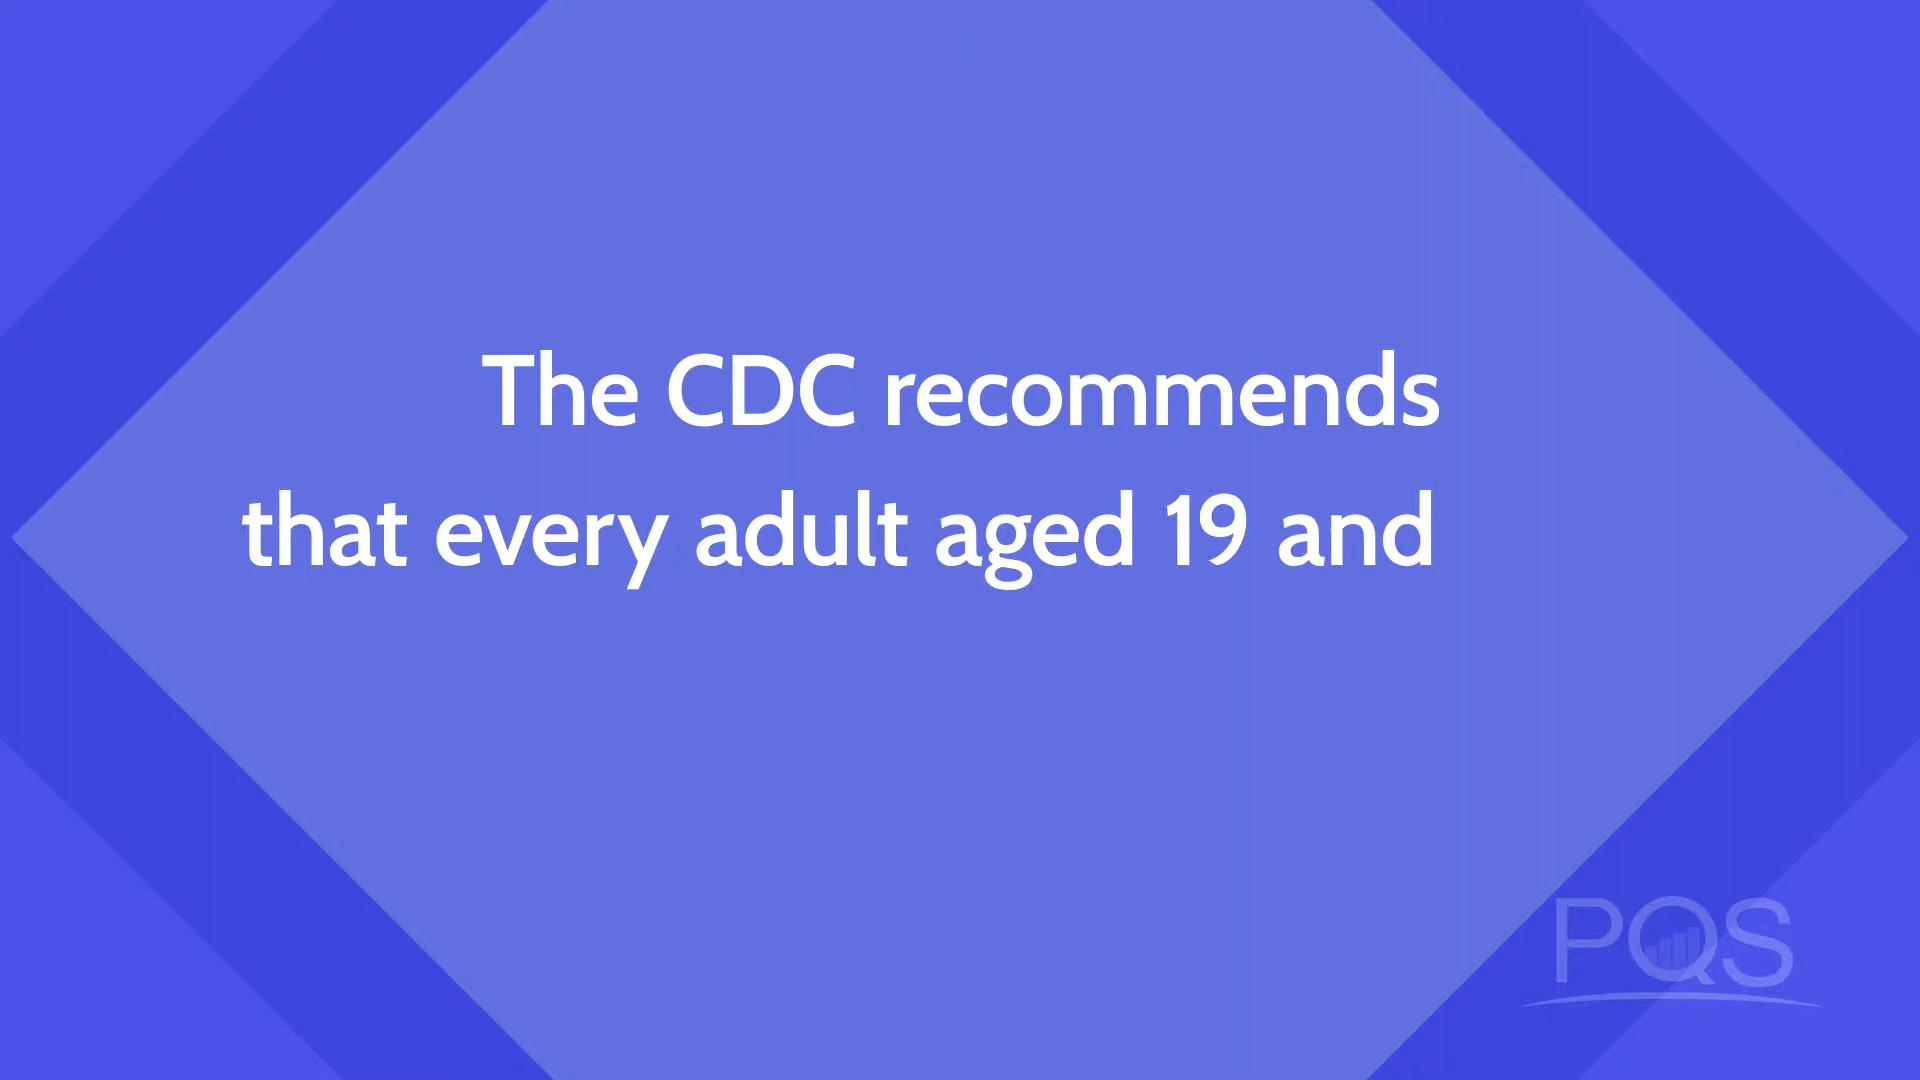 The CDC recommends
that every adult aged 19 and
PQS